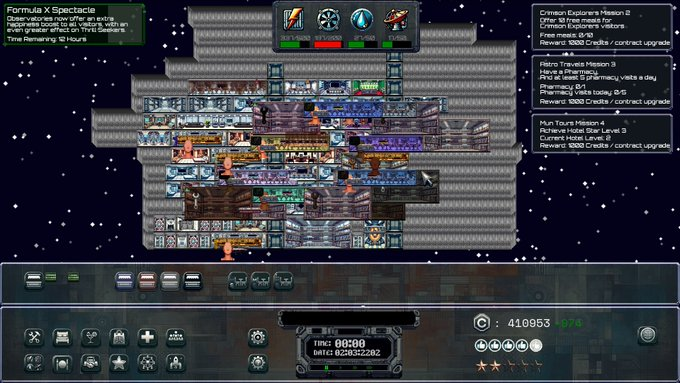 Formula X Spectacle
Observatories now offer an extra
happiness boost to all visitors, with an
even greater effect on Thrill Seekers.
Time Remaining: 12 Hours
Crimson Explorers Mission 2
Offer 10 free meals for
Crimson Explorers visitors
Free meals: 0/10
Reward: 1000 Credits / contract upgrade
Astro Travels Mission 3
Have a Pharmacy.
And at least 5 pharmacy visits a day
Pharmacy: 0/1
Pharmacy visits today: 0/5
Reward: 1000 Credits / contract upgrade
Mun Tours Mission 4
Achieve Hotel Star Level 3
Current Hotel Level 2
Reward: 1000 Credits / contract upgrade
C : 410953 +974
TIME: 00:00
DATE: 02:03:2202